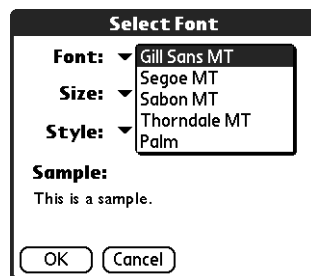 Select Font
Font: Gill Sans MT
Segoe MT
Size:
Sabon MT
Thorndale MT
Style:
Palm
Sample:
This is a sample.
OK Cancel